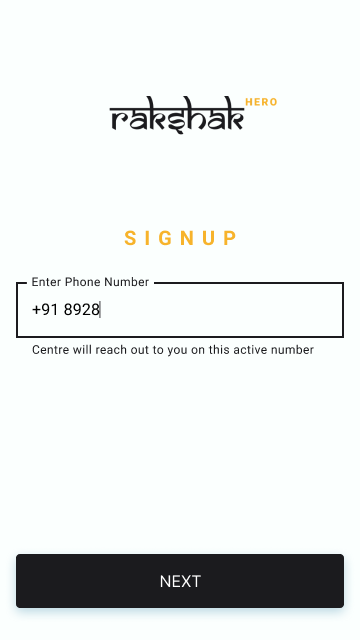 rakshak HERO
SIGNUP
Enter Phone Number
+91 8928
Centre will reach out to you on this active number
NEXT